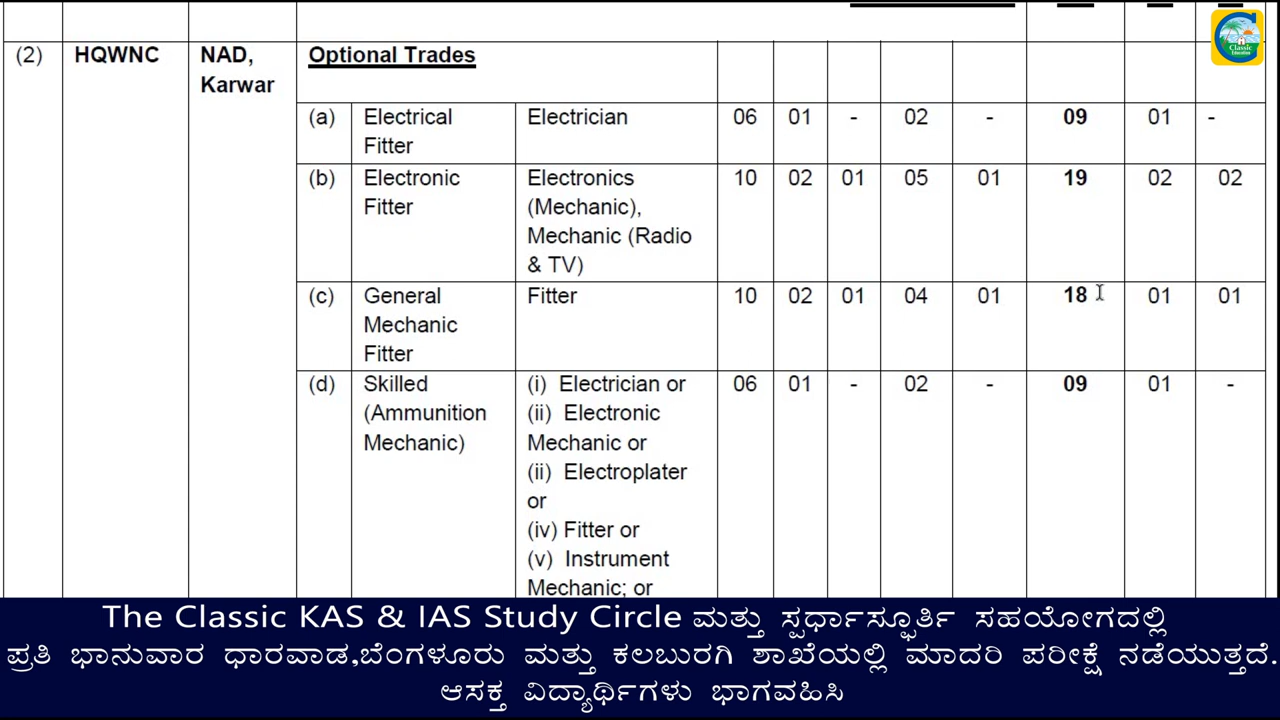 (2) HQWNC NAD, Karwar Optional Trades
(a) Electrical Fitter Electrician 06 01 - 02 - 09 01 -
(b) Electronic Fitter Electronics (Mechanic), Mechanic (Radio & TV) 10 02 01 05 01 19 02 02
(c) General Mechanic Fitter Fitter 10 02 01 04 01 18 01 01
(d) Skilled (Ammunition Mechanic) (i) Electrician or 06 01 - 02 - 09 01 -
(ii) Electronic Mechanic or
(ii) Electroplater or
(iv) Fitter or
(v) Instrument Mechanic; or
Classic
Education
The Classic KAS & IAS Study Circle ಮತ್ತು ಸ್ಪರ್ಧಾಸ್ಫೂರ್ತಿ ಸಹಯೋಗದಲ್ಲಿ
ಪ್ರತಿ ಭಾನುವಾರ ಧಾರವಾಡ,ಬೆಂಗಳೂರು ಮತ್ತು ಕಲಬುರಗಿ ಶಾಖೆಯಲ್ಲಿ ಮಾದರಿ ಪರೀಕ್ಷೆ ನಡೆಯುತ್ತದೆ.
ಆಸಕ್ತ ವಿದ್ಯಾರ್ಥಿಗಳು ಭಾಗವಹಿಸಿ